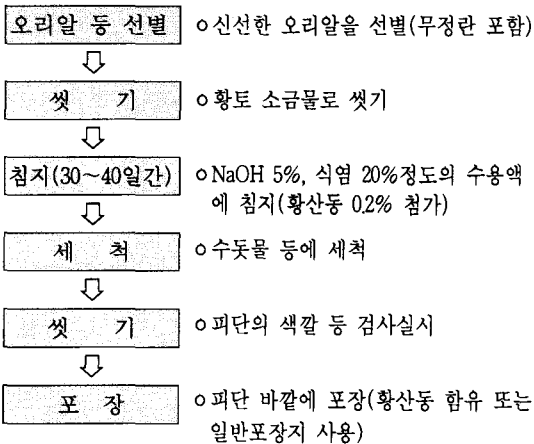 오리알 등 선별 ○신선한 오리알을 선별(무정란 포함)
씻 기 ○황토 소금물로 씻기
침지(30~40일간) ○NaOH 5%, 식염 20%정도의 수용액
에 침지(황산동 0.2% 첨가)
세 척 ○수돗물 등에 세척
씻 기 ○피단의 색깔 등 검사실시
포 장 ○피단 바깥에 포장(황산동 함유 또는
일반포장지 사용)